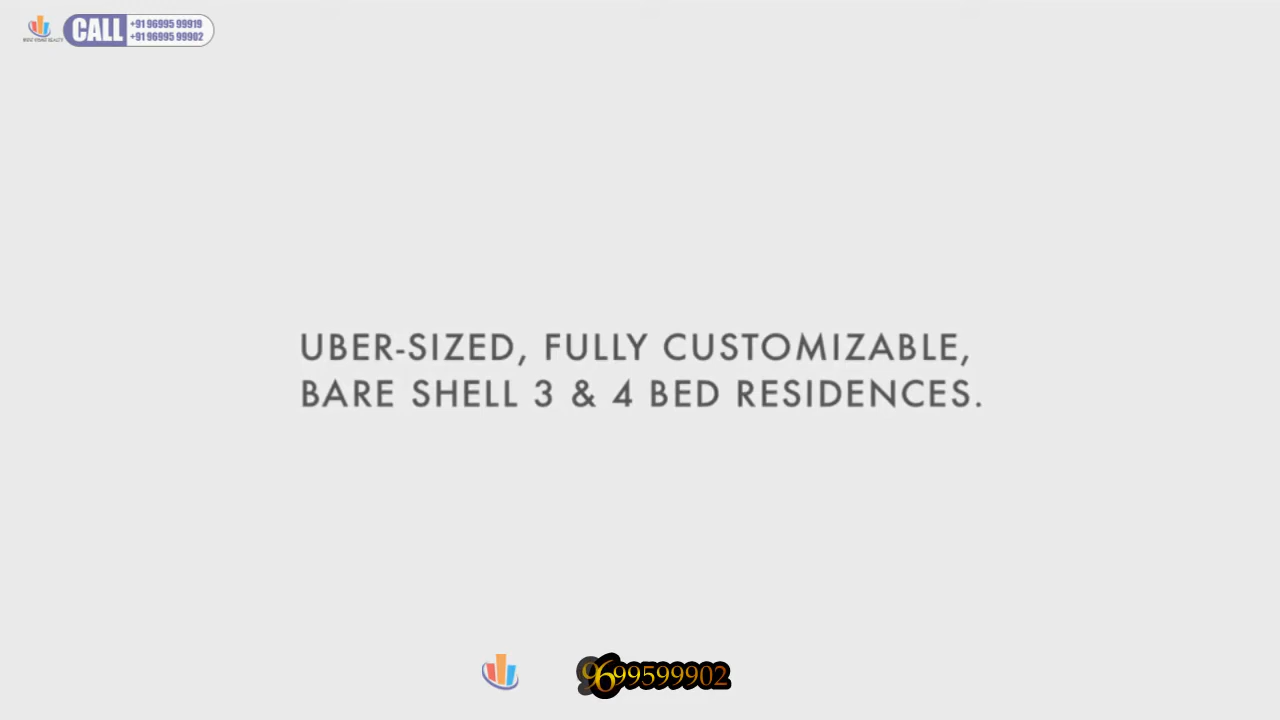 CALL
+91 96995 99919
+91 96995 99902
UBER-SIZED, FULLY CUSTOMIZABLE,
BARE SHELL 3 & 4 BED RESIDENCES.
9699599902